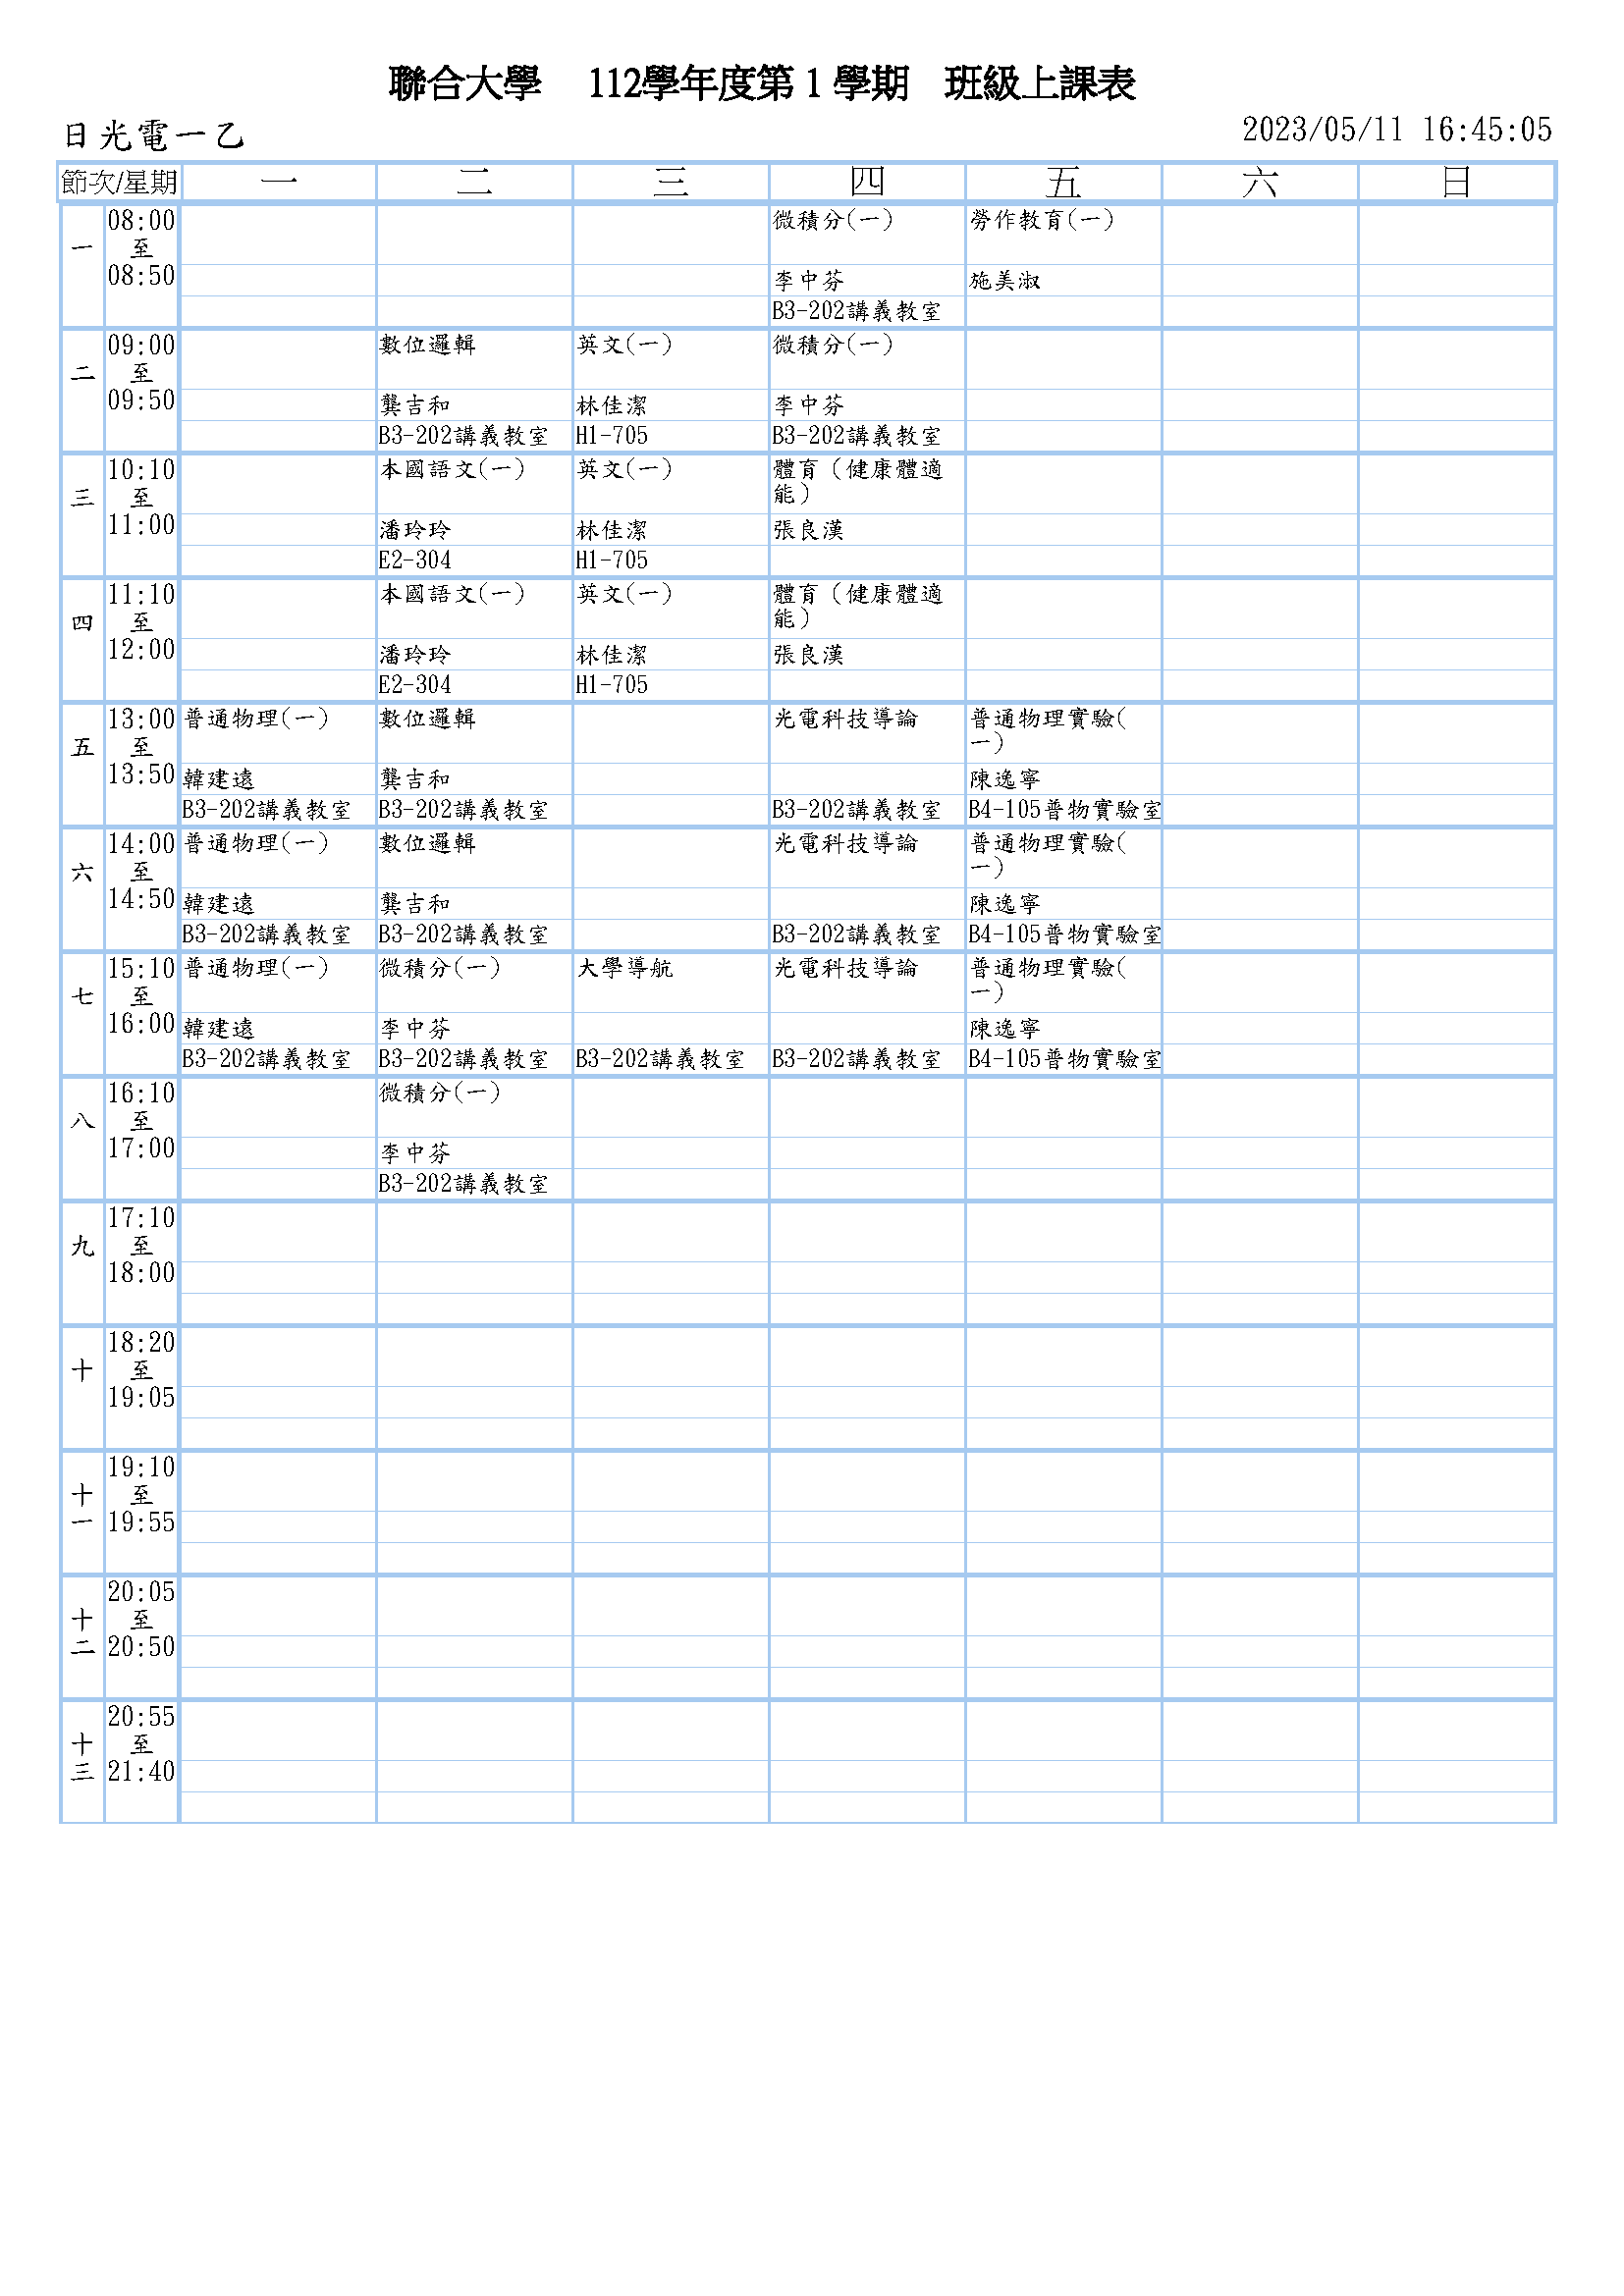 聯合大學 112學年度第 1 學期 班級上課表
日光電一乙 2023/05/11 16:45:05
節次/星期 一 二 三 四 五 六 日
一 08:00 至 08:50
微積分(一) 勞作教育(一)
李中芬 施美淑
B3-202講義教室
二 09:00 至 09:50
數位邏輯 英文(一) 微積分(一)
龔吉和 林佳潔 李中芬
B3-202講義教室 H1-705 B3-202講義教室
三 10:10 至 11:00
本國語文(一) 英文(一) 體育（健康體適
能）
潘玲玲 林佳潔 張良漢
E2-304 H1-705
四 11:10 至 12:00
本國語文(一) 英文(一) 體育（健康體適
能）
潘玲玲 林佳潔 張良漢
E2-304 H1-705
五 13:00 至 13:50
普通物理(一) 數位邏輯 光電科技導論 普通物理實驗(
一)
韓建遠 龔吉和 陳逸寧
B3-202講義教室 B3-202講義教室 B3-202講義教室 B4-105普物實驗室
六 14:00 至 14:50
普通物理(一) 數位邏輯 光電科技導論 普通物理實驗(
一)
韓建遠 龔吉和 陳逸寧
B3-202講義教室 B3-202講義教室 B3-202講義教室 B4-105普物實驗室
七 15:10 至 16:00
普通物理(一) 微積分(一) 大學導航 光電科技導論 普通物理實驗(
一)
韓建遠 李中芬 陳逸寧
B3-202講義教室 B3-202講義教室 B3-202講義教室 B3-202講義教室 B4-105普物實驗室
八 16:10 至 17:00
微積分(一)
李中芬
B3-202講義教室
九 17:10 至 18:00
十 18:20 至 19:05
十一 19:10 至 19:55
十二 20:05 至 20:50
十三 20:55 至 21:40